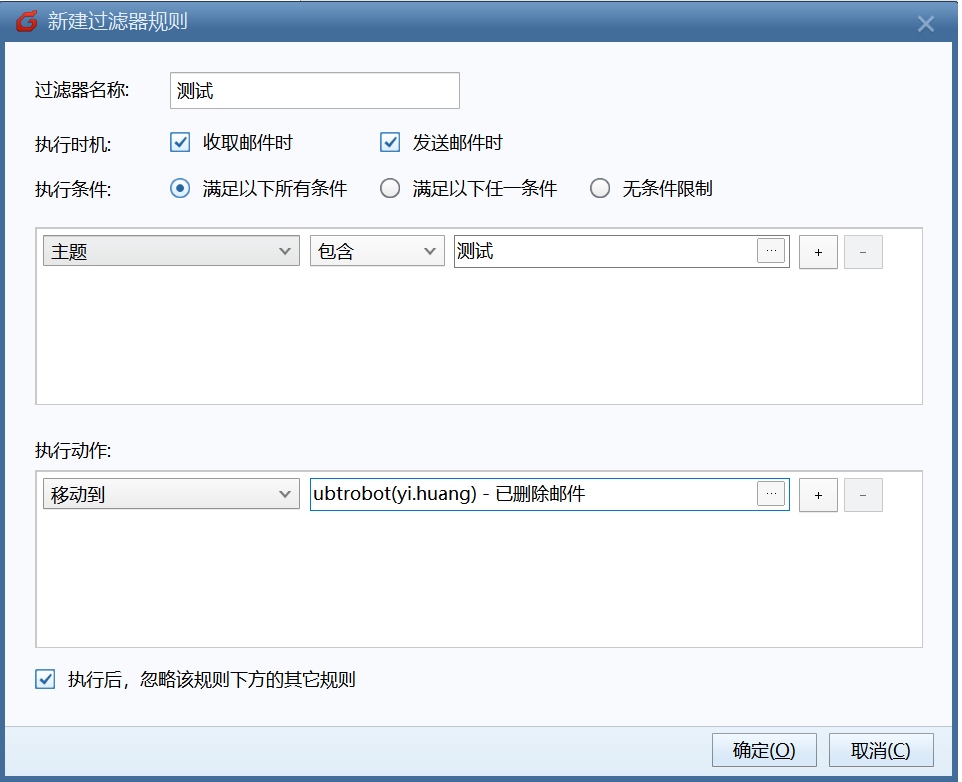 新建过滤器规则
过滤器名称: 测试
执行时机: 收取邮件时 发送邮件时
执行条件: 满足以下所有条件 满足以下任一条件 无条件限制
主题 包含 测试 ... + -
执行动作:
移动到 ubtrobot(yi.huang) - 已删除邮件 ... + -
执行后，忽略该规则下方的其它规则
确定(O) 取消(C)